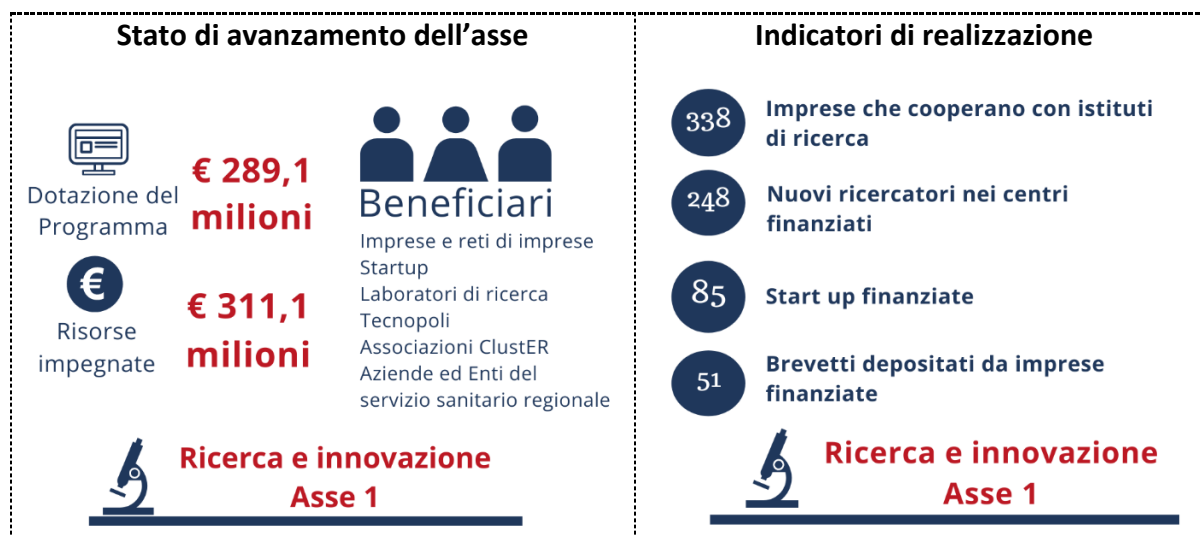 Stato di avanzamento dell’asse
Dotazione del
Programma
€ 289,1
milioni
€
Risorse
impegnate
€ 311,1
milioni
Beneficiari
Imprese e reti di imprese
Startup
Laboratori di ricerca
Tecnopoli
Associazioni ClustER
Aziende ed Enti del
servizio sanitario regionale
Ricerca e innovazione
Asse 1
Indicatori di realizzazione
338
Imprese che cooperano con istituti
di ricerca
248
Nuovi ricercatori nei centri
finanziati
85
Start up finanziate
51
Brevetti depositati da imprese
finanziate
Ricerca e innovazione
Asse 1